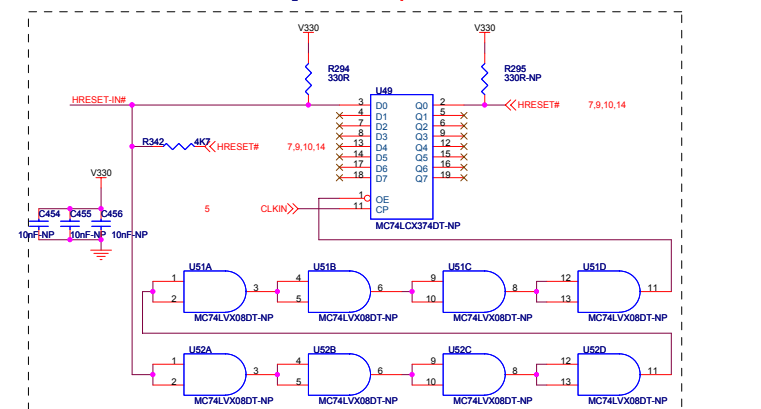 V330
V330
R294
330R
R295
330R-NP
U49
HRESET-IN#
3 D0 Q0 2
HRESET# 7,9,10,14
4 D1 Q1 5
7 D2 Q2 6
8 D3 Q3 9
R342 4K7 HRESET# 7,9,10,14
13 D4 Q4 12
14 D5 Q5 15
17 D6 Q6 16
18 D7 Q7 19
V330
1 OE
5 CLKIN 11 CP
C454 C455 C456
MC74LCX374DT-NP
10nF-NP 10nF-NP 10nF-NP
U51A U51B U51C U51D
1 4 9 12
3 6 8 11
2 5 10 13
MC74LVX08DT-NP MC74LVX08DT-NP MC74LVX08DT-NP MC74LVX08DT-NP
U52A U52B U52C U52D
1 4 9 12
3 6 8 11
2 5 10 13
MC74LVX08DT-NP MC74LVX08DT-NP MC74LVX08DT-NP MC74LVX08DT-NP